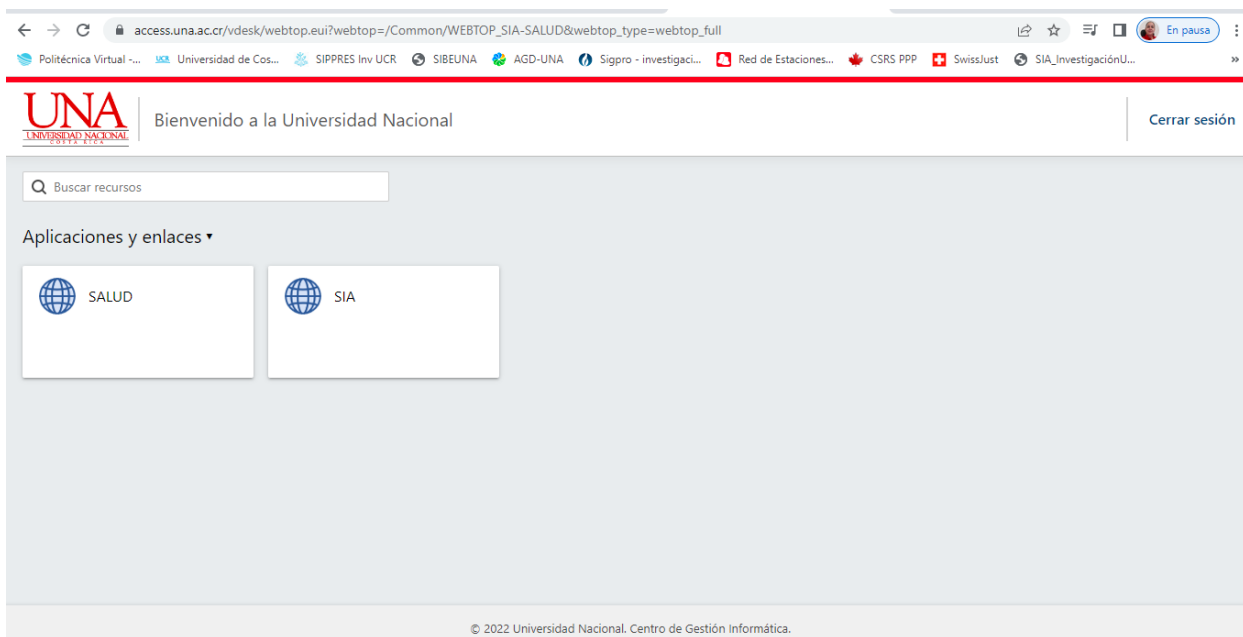 access.una.ac.cr/vdesk/webtop.eui?webtop=/Common/WEBTOP_SIA-SALUD&webtop_type=webtop_full En pausa
Politécnica Virtual -... UCR Universidad de Cos... SIPPRES Inv UCR SIBEUNA AGD-UNA Sigpro - investigaci... Red de Estaciones... CSRS PPP SwissJust SIA_InvestigaciónU... »
UNA
UNIVERSIDAD NACIONAL
COSTA RICA
Bienvenido a la Universidad Nacional
Cerrar sesión
Buscar recursos
Aplicaciones y enlaces
SALUD
SIA
© 2022 Universidad Nacional. Centro de Gestión Informática.